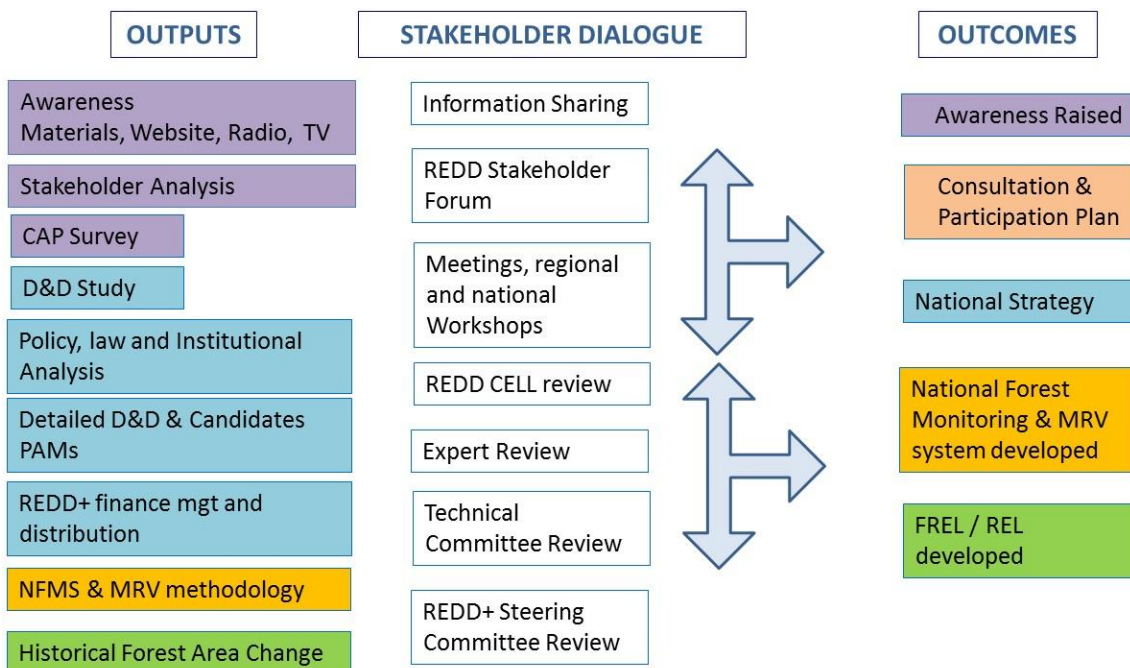 OUTPUTS
Awareness
Materials, Website, Radio, TV
Stakeholder Analysis
CAP Survey
D&D Study
Policy, law and Institutional
Analysis
Detailed D&D & Candidates
PAMs
REDD+ finance mgt and
distribution
NFMS & MRV methodology
Historical Forest Area Change
STAKEHOLDER DIALOGUE
Information Sharing
REDD Stakeholder
Forum
Meetings, regional
and national
Workshops
REDD CELL review
Expert Review
Technical
Committee Review
REDD+ Steering
Committee Review
OUTCOMES
Awareness Raised
Consultation &
Participation Plan
National Strategy
National Forest
Monitoring & MRV
system developed
FREL / REL
developed